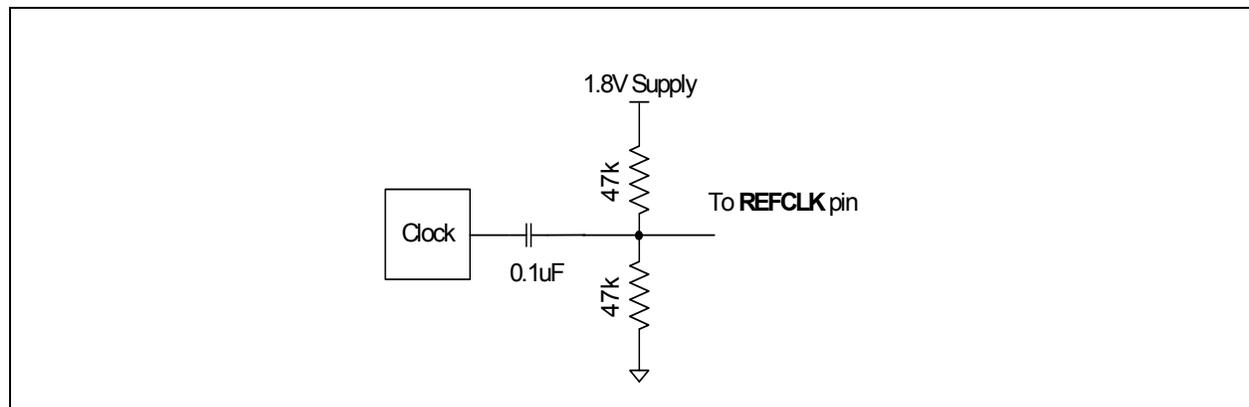 1.8V Supply
47k
To REFCLK pin
Clock
0.1uF
47k